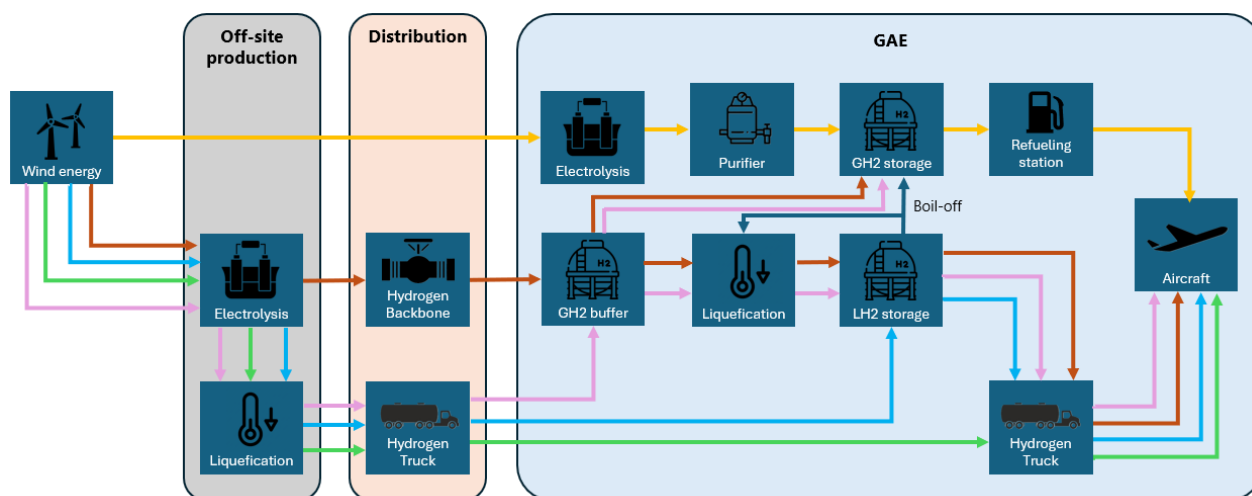 Off-site
production
Distribution
GAE
Wind energy
Electrolysis
Purifier
H2
GH2 storage
Refueling
station
Boil-off
Electrolysis
Hydrogen
Backbone
H2
GH2 buffer
Liquefication
H2
LH2 storage
Aircraft
Liquefication
Hydrogen
Truck
Hydrogen
Truck